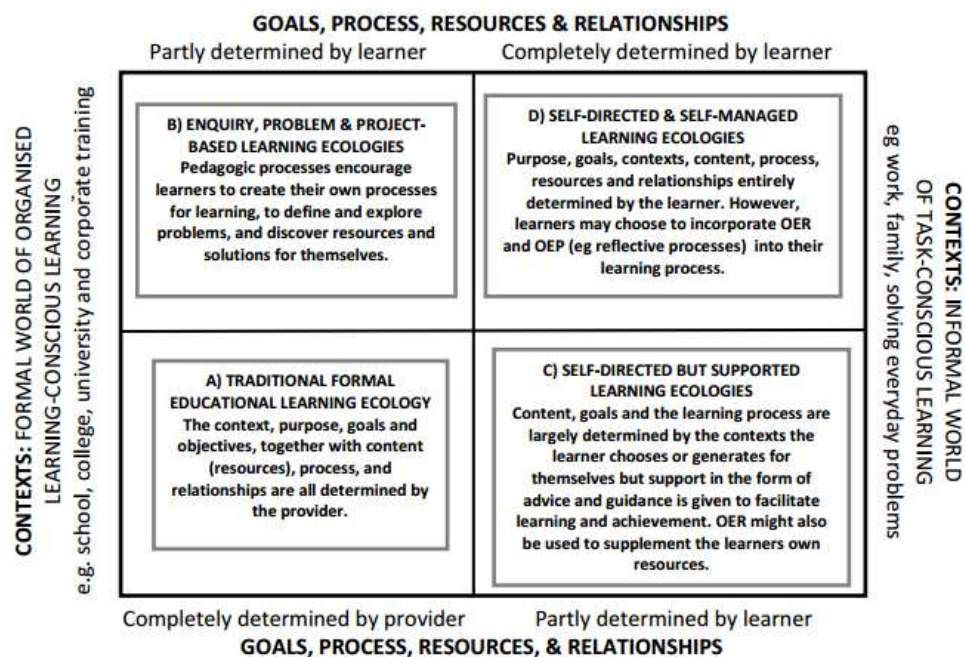 GOALS, PROCESS, RESOURCES & RELATIONSHIPS
Partly determined by learner
Completely determined by learner
CONTEXTS: FORMAL WORLD OF ORGANISED
LEARNING-CONSCIOUS LEARNING
e.g. school, college, university and corporate training
B) ENQUIRY, PROBLEM & PROJECT-
BASED LEARNING ECOLOGIES
Pedagogic processes encourage
learners to create their own processes
for learning, to define and explore
problems, and discover resources and
solutions for themselves.
D) SELF-DIRECTED & SELF-MANAGED
LEARNING ECOLOGIES
Purpose, goals, contexts, content, process,
resources and relationships entirely
determined by the learner. However,
learners may choose to incorporate OER
and OEP (eg reflective processes) into their
learning process.
A) TRADITIONAL FORMAL
EDUCATIONAL LEARNING ECOLOGY
The context, purpose, goals and
objectives, together with content
(resources), process, and
relationships are all determined by
the provider.
C) SELF-DIRECTED BUT SUPPORTED
LEARNING ECOLOGIES
Content, goals and the learning process are
largely determined by the contexts the
learner chooses or generates for
themselves but support in the form of
advice and guidance is given to facilitate
learning and achievement. OER might also
be used to supplement the learners own
resources.
CONTEXTS: INFORMAL WORLD
OF TASK-CONSCIOUS LEARNING
eg work, family, solving everyday problems
Completely determined by provider
Partly determined by learner
GOALS, PROCESS, RESOURCES, & RELATIONSHIPS